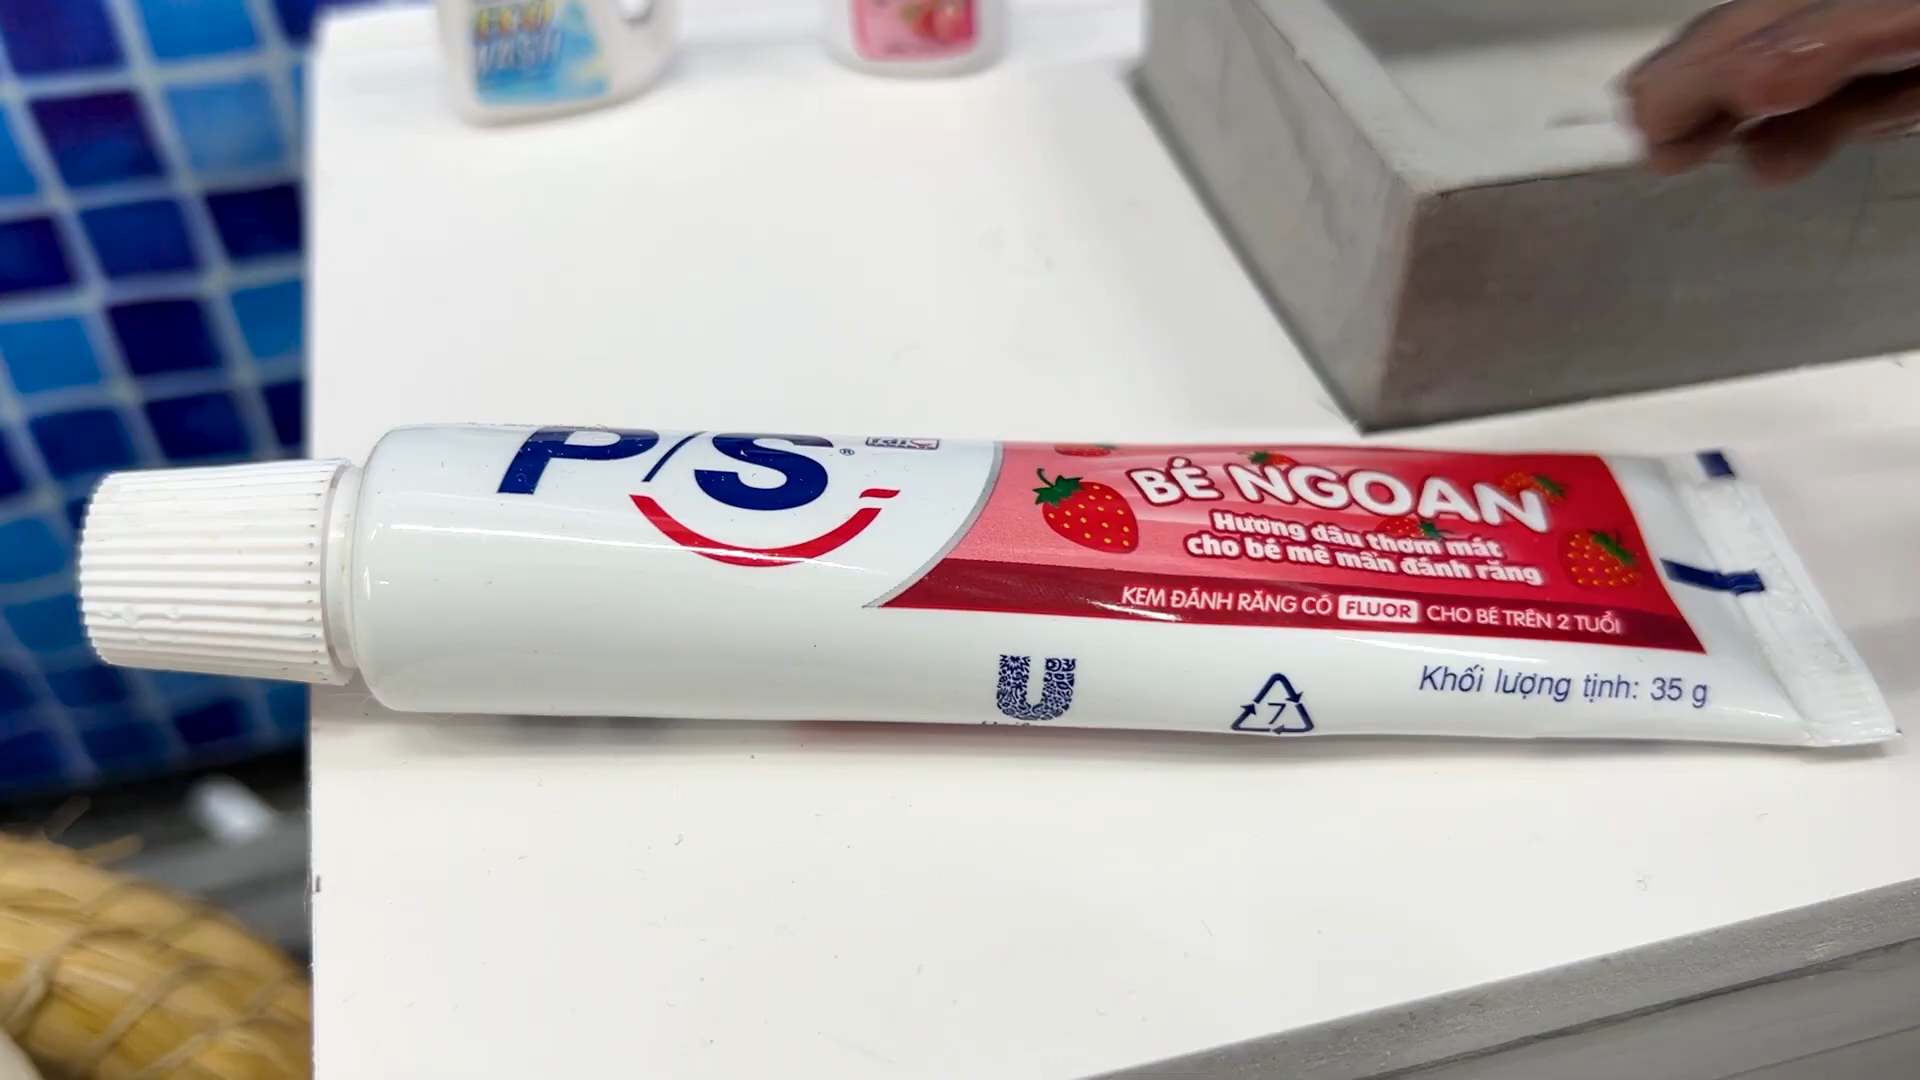 WASH
P/S®
BÉ NGOAN
Hương dâu thơm mát
cho bé mê mẩn đánh răng
KEM ĐÁNH RĂNG CÓ FLUOR CHO BÉ TRÊN 2 TUỔI
Khối lượng tịnh: 35 g
U
7